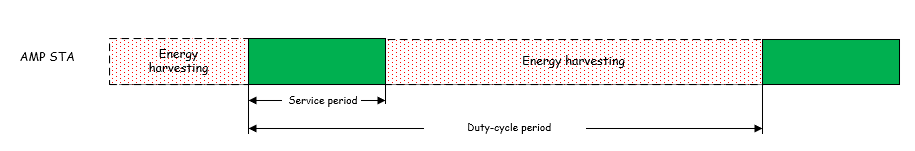 AMP STA
Energy
harvesting
Energy harvesting
Service period
Duty-cycle period